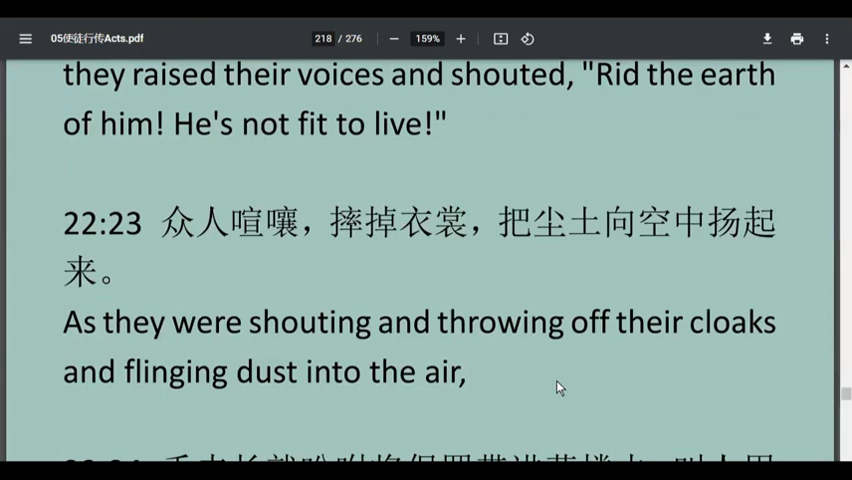 05使徒行传Acts.pdf
218 / 276
159%
they raised their voices and shouted, "Rid the earth
of him! He's not fit to live!"
22:23 众人喧嚷，摔掉衣裳，把尘土向空中扬起
来。
As they were shouting and throwing off their cloaks
and flinging dust into the air,